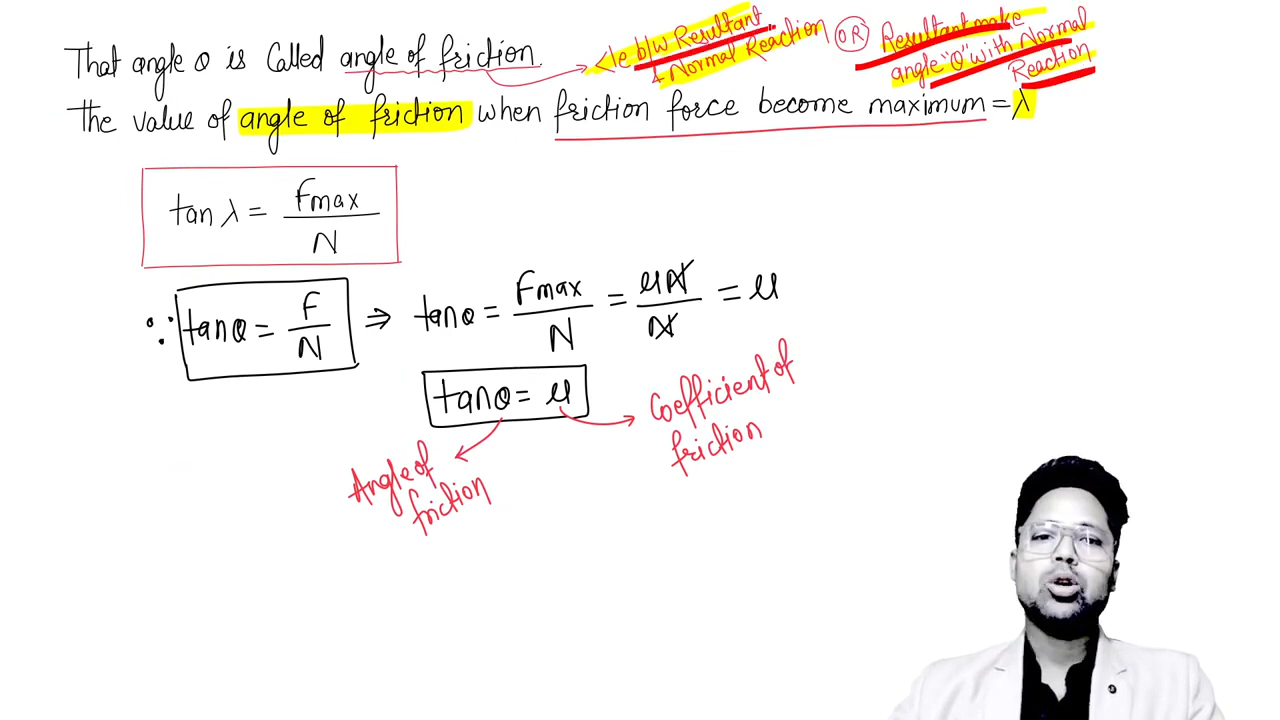 That angle θ is Called angle of friction.
<le b/w Resultant
+ Normal Reaction
OR
Resultant make
angle "θ" with Normal
Reaction
The value of angle of friction when friction force become maximum = λ
tan λ = Fmax / N
∵ tanθ = F / N ⇒ tanθ = Fmax / N = μN / N = μ
tanθ = μ
Coefficient of
friction
Angle of
friction